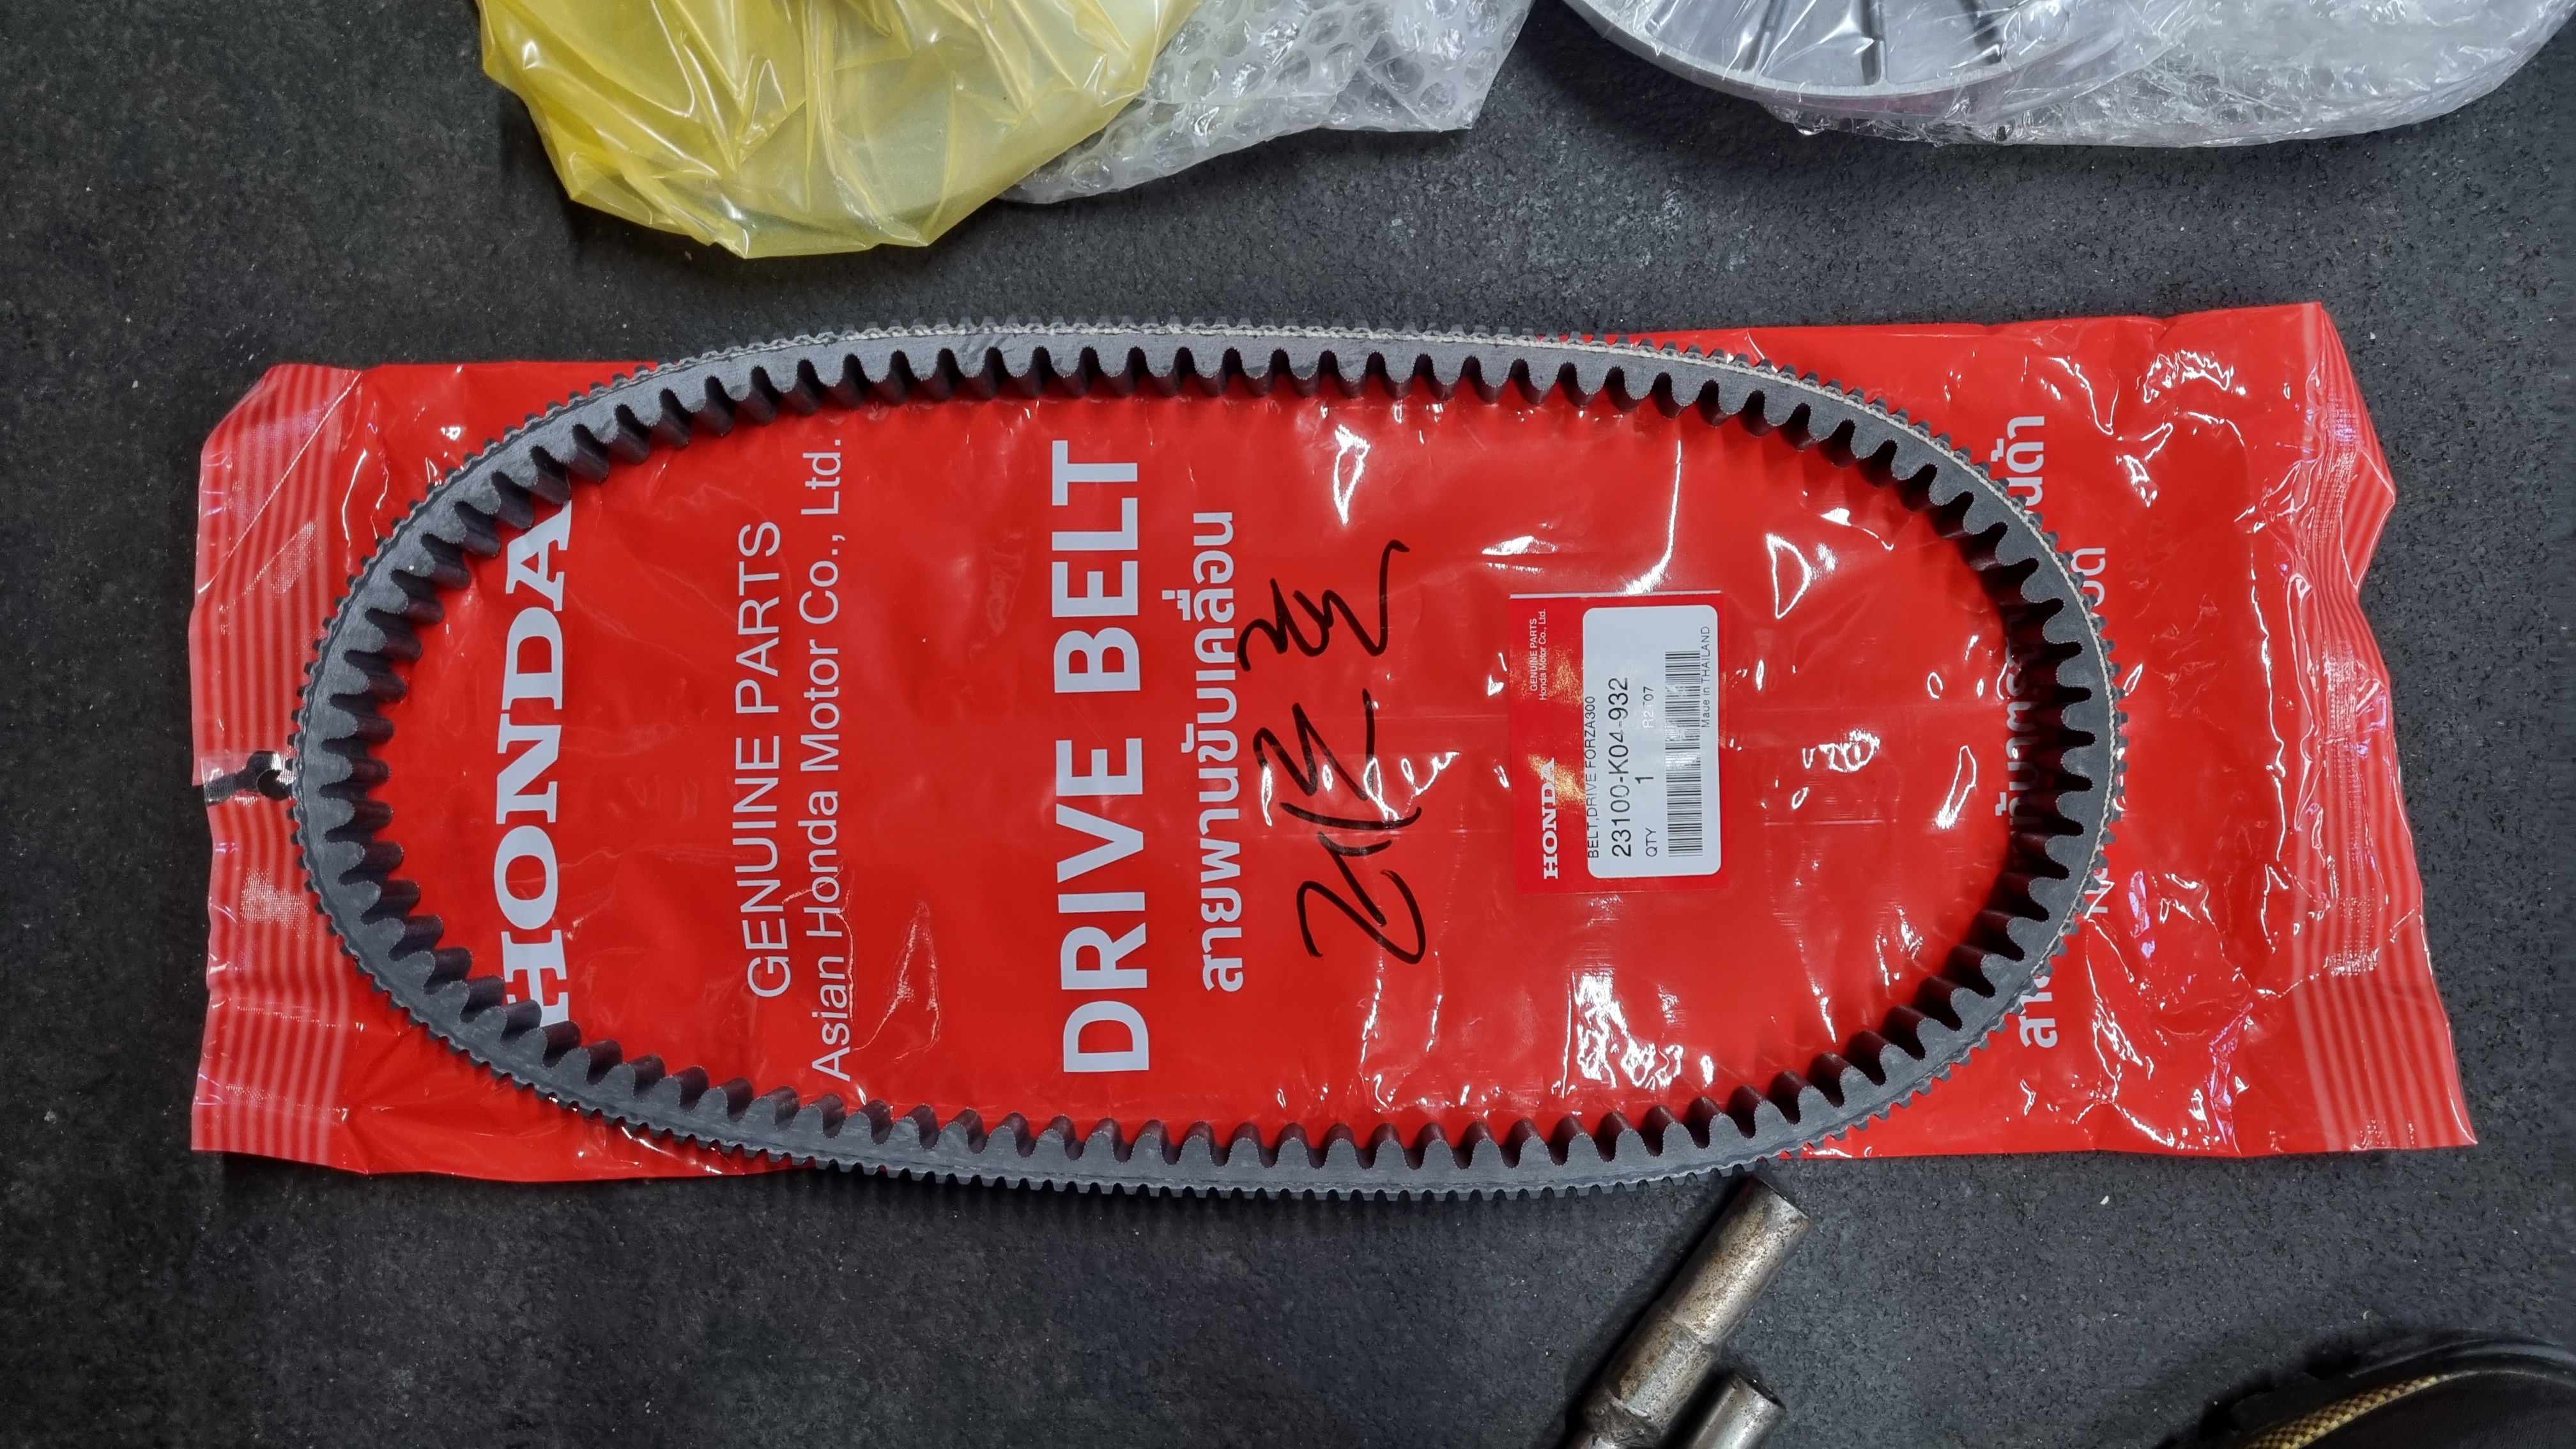 HONDA
GENUINE PARTS
Asian Honda Motor Co., Ltd.
DRIVE BELT
สายพานขับเคลื่อน
HONDA
GENUINE PARTS
Honda Motor Co., Ltd.
BELT,DRIVE FORZA300
23100-K04-932
QTY 1
Made in THAILAND